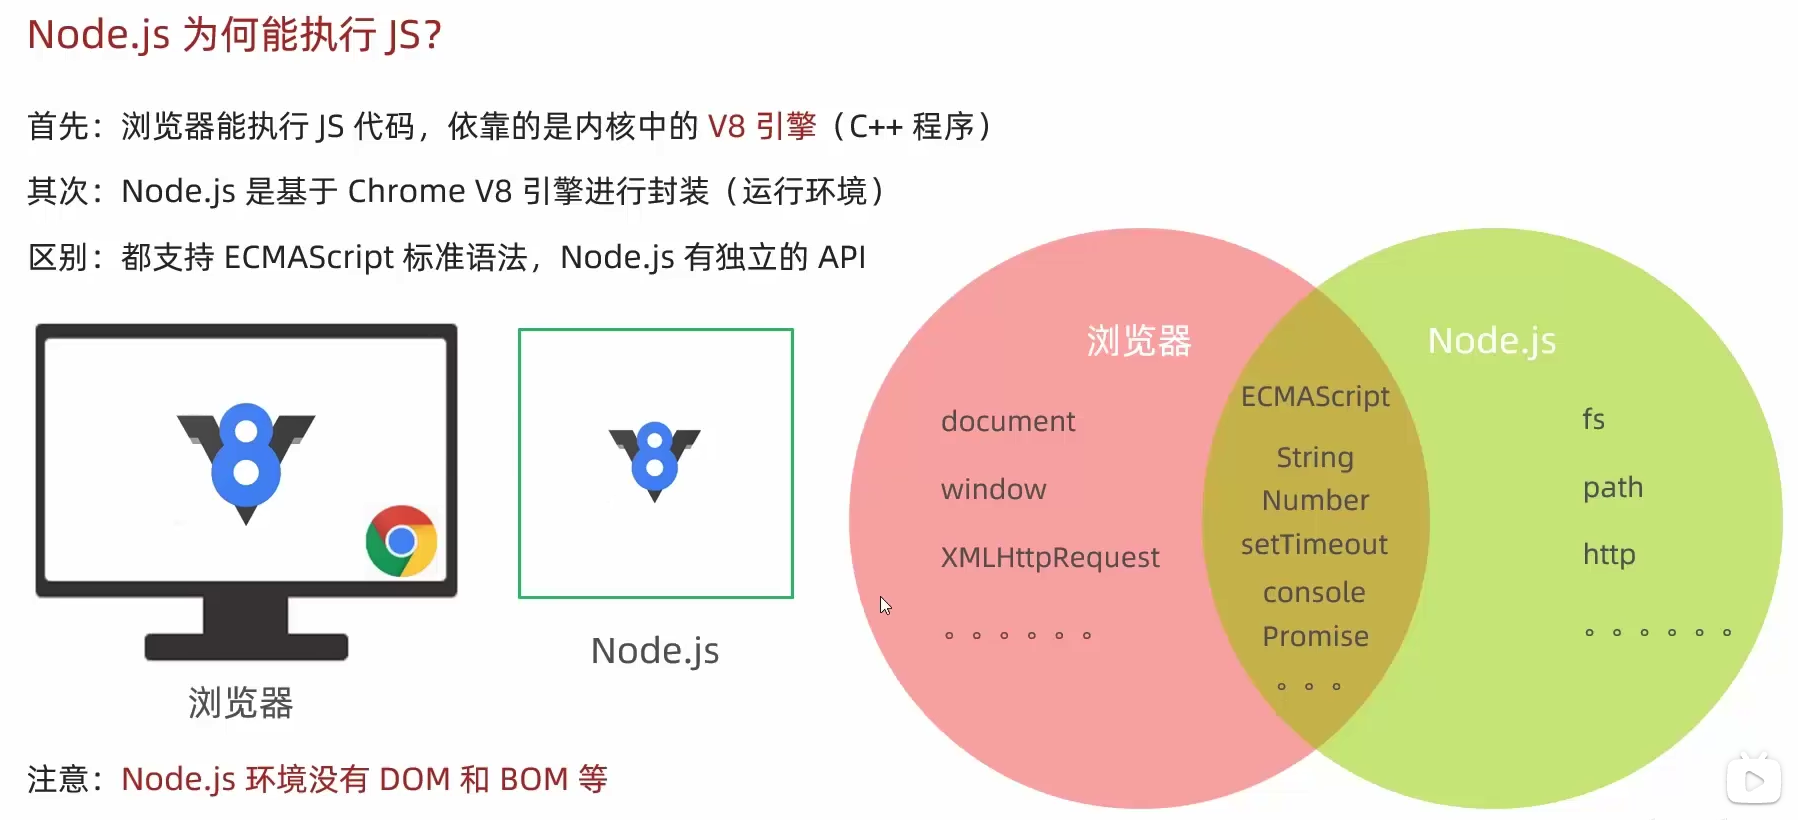 Node.js 为何能执行 JS？
首先：浏览器能执行 JS 代码，依靠的是内核中的 V8 引擎（C++ 程序）
其次：Node.js 是基于 Chrome V8 引擎进行封装（运行环境）
区别：都支持 ECMAScript 标准语法，Node.js 有独立的 API
V8
浏览器
V8
Node.js
浏览器
document
window
XMLHttpRequest
。。。。。。
ECMAScript
String
Number
setTimeout
console
Promise
。。。
Node.js
fs
path
http
。。。。。。
注意：Node.js 环境没有 DOM 和 BOM 等